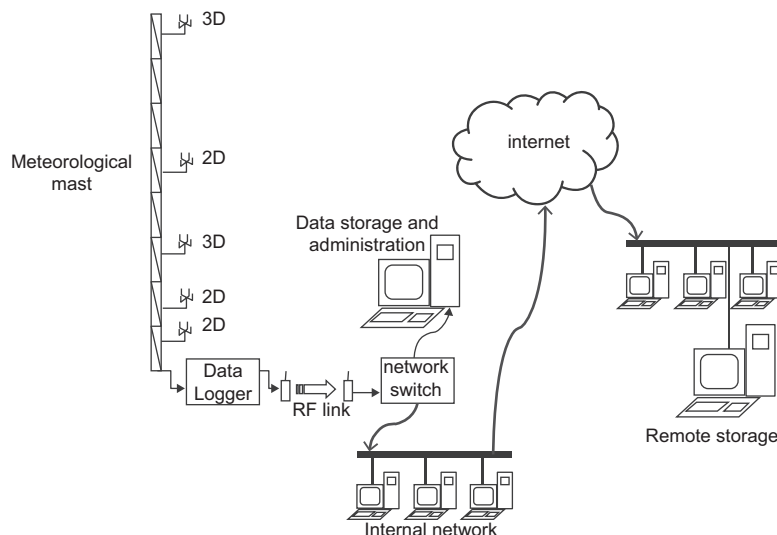 3D
Meteorological
mast
2D
3D
2D
2D
Data
Logger
RF link
network
switch
Data storage and
administration
internet
Internal network
Remote storage